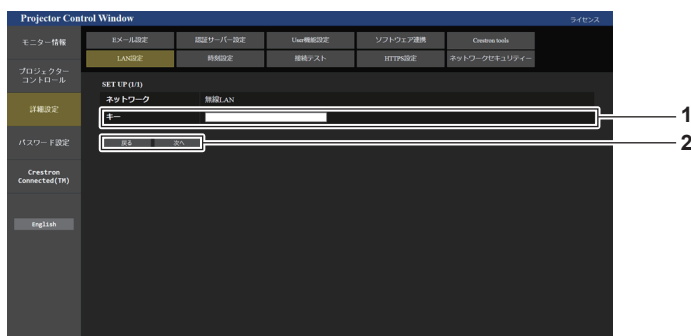 Projector Control Window
ライセンス
モニター情報
Eメール設定
認証サーバー設定
User機能設定
ソフトウェア連携
Crestron tools
LAN設定
時刻設定
接続テスト
HTTPS設定
ネットワークセキュリティー
プロジェクター
コントロール
SET UP (1/1)
ネットワーク
無線LAN
詳細設定
キー
1
パスワード設定
戻る
次へ
2
Crestron
Connected(TM)
English